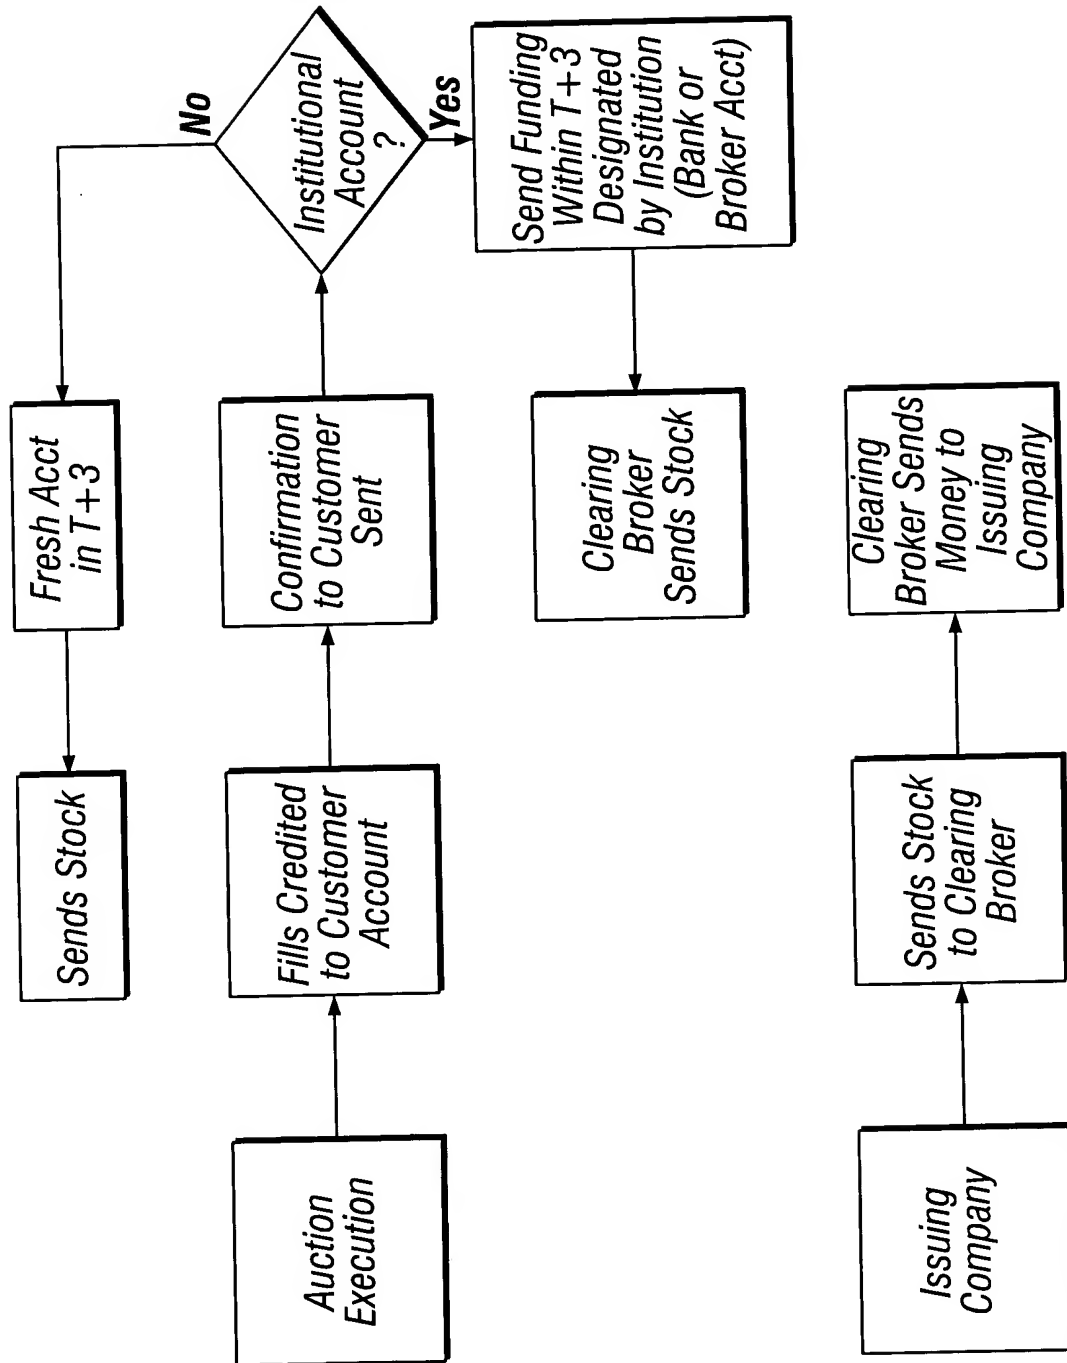 Sends Stock
Fresh Acct
in T+3
No
Auction
Execution
Fills Credited
to Customer
Account
Confirmation
to Customer
Sent
Institutional
Account
?
Yes
Send Funding
Within T+3
Designated
by Institution
(Bank or
Broker Acct)
Clearing
Broker
Sends Stock
Issuing
Company
Sends Stock
to Clearing
Broker
Clearing
Broker Sends
Money to
Issuing
Company